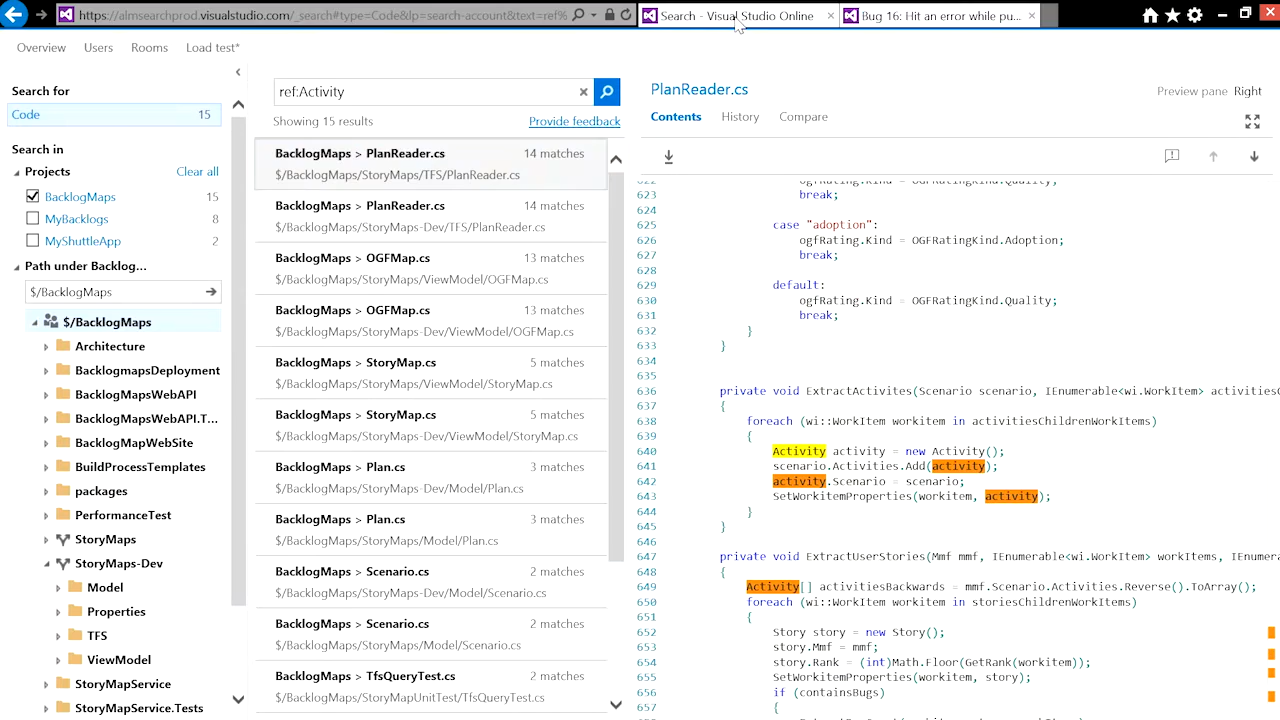 https://almsearchprod.visualstudio.com/_search#type=Code&lp=search-account&text=ref%
Search - Visual Studio Online
Bug 16: Hit an error while pu...
Overview Users Rooms Load test*
Search for
Code 15
Search in
Projects Clear all
BacklogMaps 15
MyBacklogs 8
MyShuttleApp 2
Path under Backlog...
$/BacklogMaps
$/BacklogMaps
Architecture
BacklogmapsDeployment
BacklogMapsWebAPI
BacklogMapsWebAPI.T...
BacklogMapWebSite
BuildProcessTemplates
packages
PerformanceTest
StoryMaps
StoryMaps-Dev
Model
Properties
TFS
ViewModel
StoryMapService
StoryMapService.Tests
ref:Activity
Showing 15 results Provide feedback
BacklogMaps > PlanReader.cs 14 matches
$/BacklogMaps/StoryMaps/TFS/PlanReader.cs
BacklogMaps > PlanReader.cs 14 matches
$/BacklogMaps/StoryMaps-Dev/TFS/PlanReader.cs
BacklogMaps > OGFMap.cs 13 matches
$/BacklogMaps/StoryMaps/ViewModel/OGFMap.cs
BacklogMaps > OGFMap.cs 13 matches
$/BacklogMaps/StoryMaps-Dev/ViewModel/OGFMap.cs
BacklogMaps > StoryMap.cs 5 matches
$/BacklogMaps/StoryMaps/ViewModel/StoryMap.cs
BacklogMaps > StoryMap.cs 5 matches
$/BacklogMaps/StoryMaps-Dev/ViewModel/StoryMap.cs
BacklogMaps > Plan.cs 3 matches
$/BacklogMaps/StoryMaps-Dev/Model/Plan.cs
BacklogMaps > Plan.cs 3 matches
$/BacklogMaps/StoryMaps/Model/Plan.cs
BacklogMaps > Scenario.cs 2 matches
$/BacklogMaps/StoryMaps-Dev/Model/Scenario.cs
BacklogMaps > Scenario.cs 2 matches
$/BacklogMaps/StoryMaps/Model/Scenario.cs
BacklogMaps > TfsQueryTest.cs 2 matches
$/BacklogMaps/StoryMapUnitTest/TfsQueryTest.cs
PlanReader.cs
Preview pane Right
Contents History Compare
622 ogfRating.Kind = OGFRatingKind.Quality;
623 break;
624
625 case "adoption":
626 ogfRating.Kind = OGFRatingKind.Adoption;
627 break;
628
629 default:
630 ogfRating.Kind = OGFRatingKind.Quality;
631 break;
632 }
633 }
634
635
636 private void ExtractActivites(Scenario scenario, IEnumerable<wi.WorkItem> activitiesC
637 {
638 foreach (wi::WorkItem workitem in activitiesChildrenWorkItems)
639 {
640 Activity activity = new Activity();
641 scenario.Activities.Add(activity);
642 activity.Scenario = scenario;
643 SetWorkitemProperties(workitem, activity);
644 }
645 }
646
647 private void ExtractUserStories(Mmf mmf, IEnumerable<wi.WorkItem> workItems, IEnumera
648 {
649 Activity[] activitiesBackwards = mmf.Scenario.Activities.Reverse().ToArray();
650 foreach (wi::WorkItem workitem in storiesChildrenWorkItems)
651 {
652 Story story = new Story();
653 story.Mmf = mmf;
654 story.Rank = (int)Math.Floor(GetRank(workitem));
655 SetWorkitemProperties(workitem, story);
656 if (containsBugs)
657 {